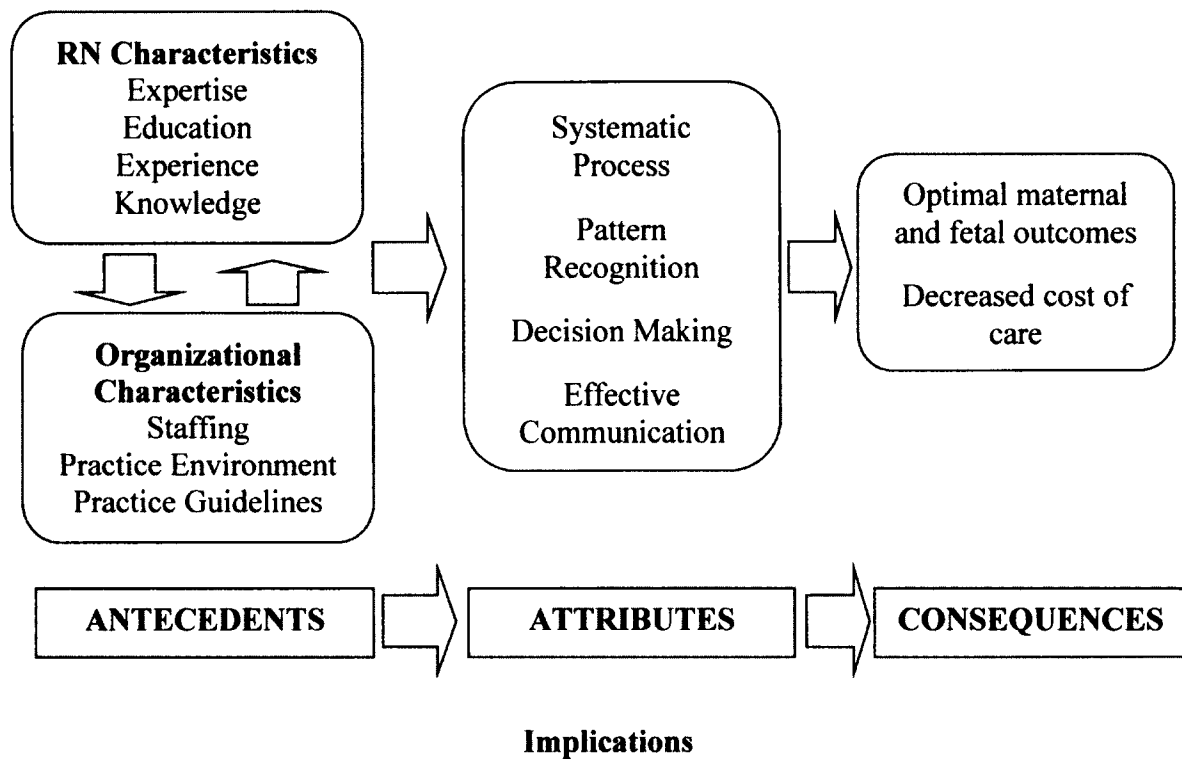 RN Characteristics
Expertise
Education
Experience
Knowledge
Organizational
Characteristics
Staffing
Practice Environment
Practice Guidelines
Systematic
Process
Pattern
Recognition
Decision Making
Effective
Communication
Optimal maternal
and fetal outcomes
Decreased cost of
care
ANTECEDENTS
ATTRIBUTES
CONSEQUENCES
Implications